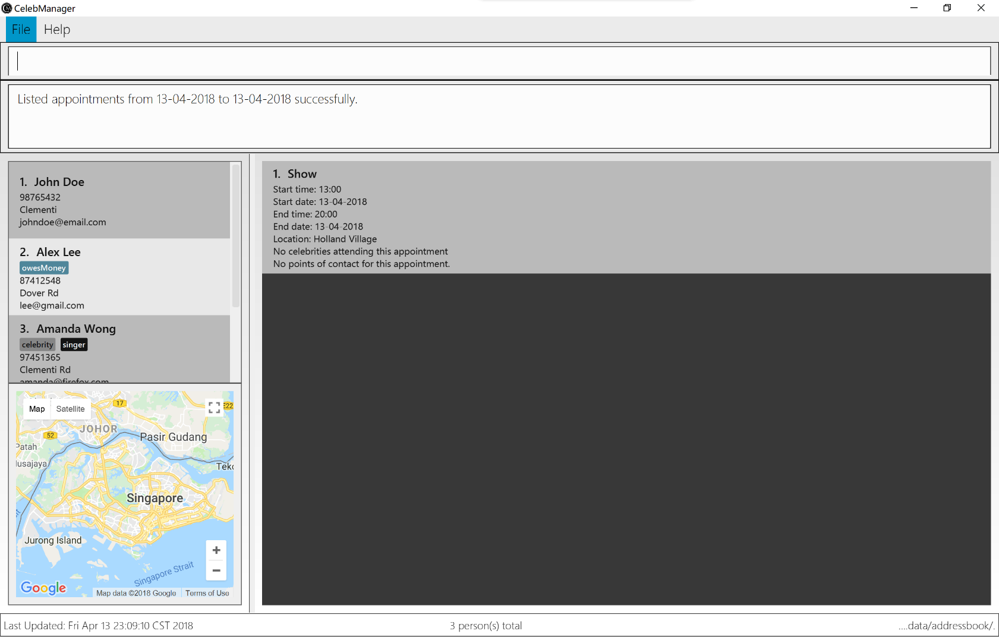 CelebManager
File Help
Listed appointments from 13-04-2018 to 13-04-2018 successfully.
1. John Doe
98765432
Clementi
johndoe@email.com
2. Alex Lee
owesMoney
87412548
Dover Rd
lee@gmail.com
3. Amanda Wong
celebrity singer
97451365
Clementi Rd
amanda@firefox.com
1. Show
Start time: 13:00
Start date: 13-04-2018
End time: 20:00
End date: 13-04-2018
Location: Holland Village
No celebrities attending this appointment
No points of contact for this appointment.
Map Satellite
17
E22
JOHOR
52
Pasir Gudang
Patah
usajaya
Teko
Singapore
Jurong Island
+
−
Singapore Strait
Google
Map data ©2018 Google Terms of Use
Last Updated: Fri Apr 13 23:09:10 CST 2018
3 person(s) total
....data/addressbook/.